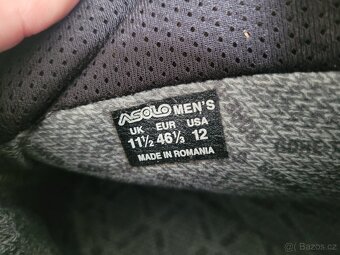 ASOLO MEN'S
UK EUR USA
11½ 46⅓ 12
MADE IN ROMANIA
Bazos.cz